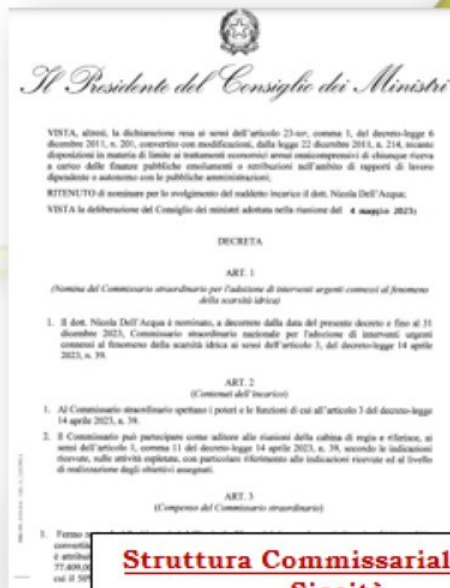 Il Presidente del Consiglio dei Ministri
VISTA, altresì, la dichiarazione resa ai sensi dell'articolo 23-ter, comma 1, del decreto-legge 6
dicembre 2011, n. 201, convertito con modificazioni, dalla legge 22 dicembre 2011, n. 214, recante
disposizioni in materia di limite ai trattamenti economici annui onnicomprensivi di chiunque riceva
a carico delle finanze pubbliche emolumenti o retribuzioni nell'ambito di rapporti di lavoro
dipendente o autonomo con le pubbliche amministrazioni;
RITENUTO di nominare per lo svolgimento del suddetto incarico il dott. Nicola Dell'Acqua;
VISTA la deliberazione del Consiglio dei ministri adottata nella riunione del 4 maggio 2023;
DECRETA
ART. 1
(Nomina del Commissario straordinario per l'adozione di interventi urgenti connessi al fenomeno
della scarsità idrica)
1. Il dott. Nicola Dell'Acqua è nominato, a decorrere dalla data del presente decreto e fino al 31
dicembre 2023, Commissario straordinario nazionale per l'adozione di interventi urgenti
connessi al fenomeno della scarsità idrica ai sensi dell'articolo 3, del decreto-legge 14 aprile
2023, n. 39.
ART. 2
(Contenuti dell'incarico)
1. Al Commissario straordinario spettano i poteri e le funzioni di cui all'articolo 3 del decreto-legge
14 aprile 2023, n. 39.
2. Il Commissario può partecipare come uditore alle riunioni della cabina di regia e riferisce, ai
sensi dell'articolo 1, comma 11 del decreto-legge 14 aprile 2023, n. 39, secondo le indicazioni
ricevute, sulle attività espletate, con particolare riferimento alle indicazioni ricevute ed al livello
di realizzazione degli obiettivi assegnati.
ART. 3
(Compenso del Commissario straordinario)
1. Fermo
è attribui
77.409,0
cui il 50%
Struttura Commissarial
Siccità